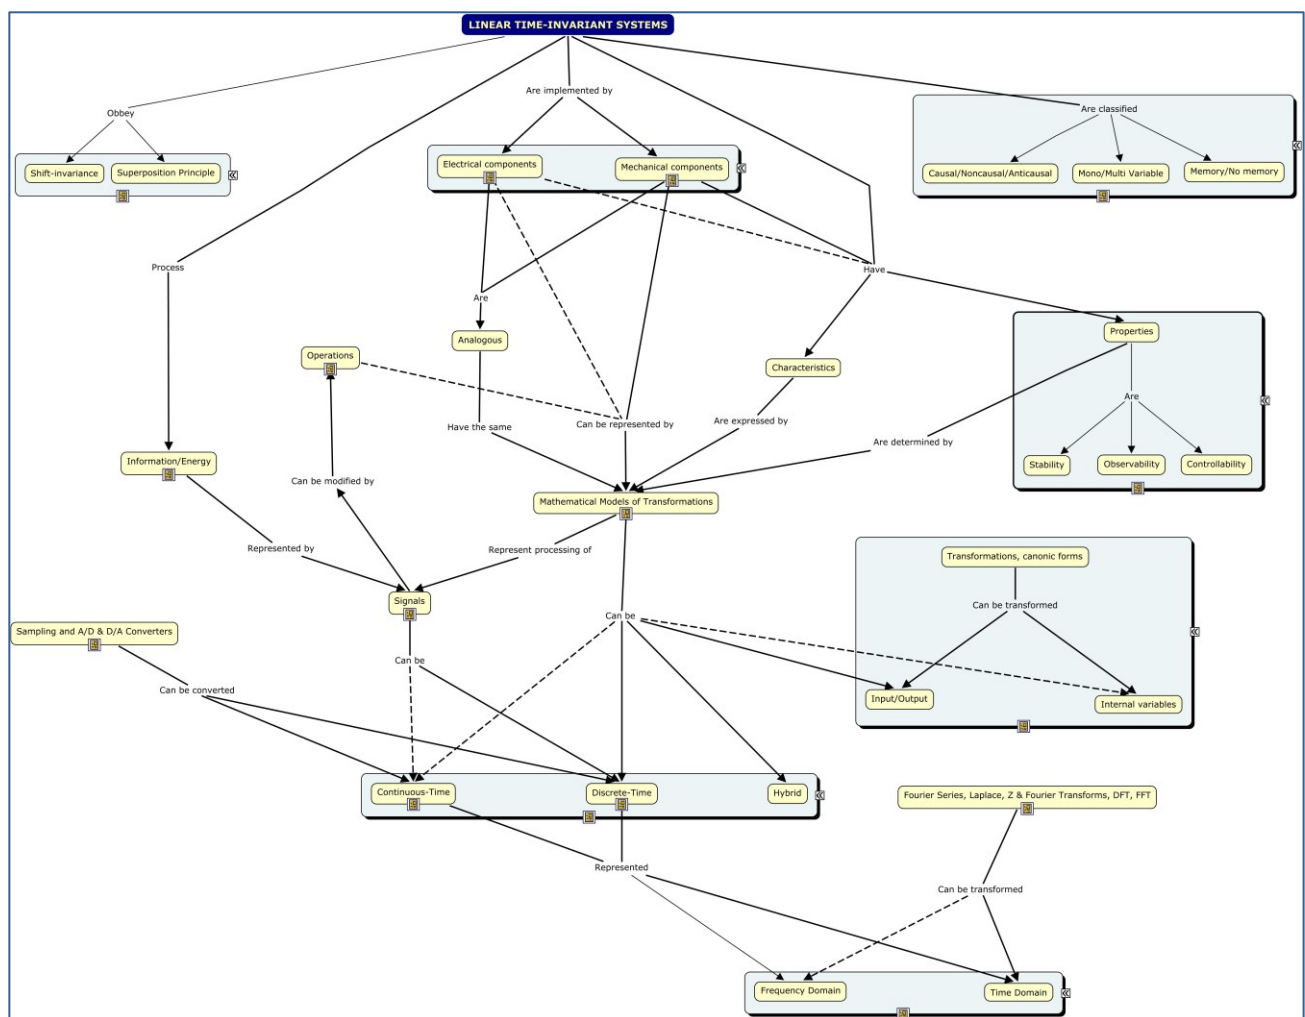 LINEAR TIME-INVARIANT SYSTEMS
Are implemented by
Obbey
Are classified
Shift-invariance
Superposition Principle
Electrical components
Mechanical components
Causal/Noncausal/Anticausal
Mono/Multi Variable
Memory/No memory
Process
Have
Are
Analogous
Operations
Characteristics
Properties
Are
Have the same
Can be represented by
Are expressed by
Are determined by
Information/Energy
Stability
Observability
Controllability
Can be modified by
Mathematical Models of Transformations
Represented by
Represent processing of
Transformations, canonic forms
Signals
Can be
Can be transformed
Sampling and A/D & D/A Converters
Can be
Can be converted
Input/Output
Internal variables
Continuous-Time
Discrete-Time
Hybrid
Fourier Series, Laplace, Z & Fourier Transforms, DFT, FFT
Represented
Can be transformed
Frequency Domain
Time Domain